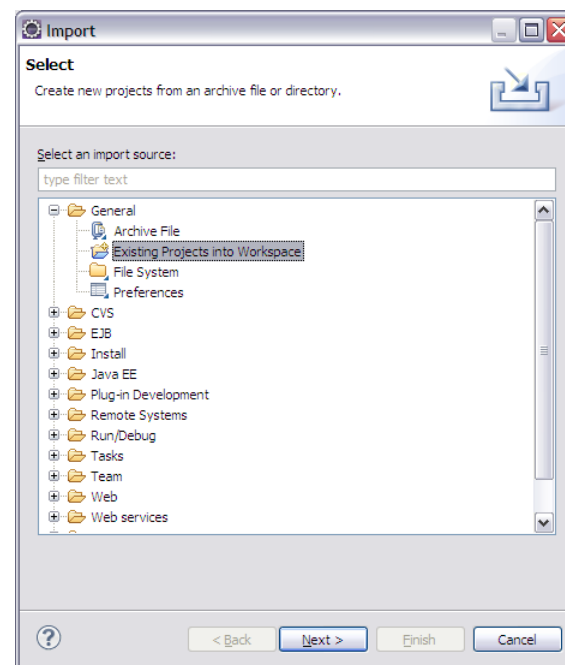 Import
Select
Create new projects from an archive file or directory.
Select an import source:
type filter text
General
Archive File
Existing Projects into Workspace
File System
Preferences
CVS
EJB
Install
Java EE
Plug-in Development
Remote Systems
Run/Debug
Tasks
Team
Web
Web services
? < Back Next > Finish Cancel